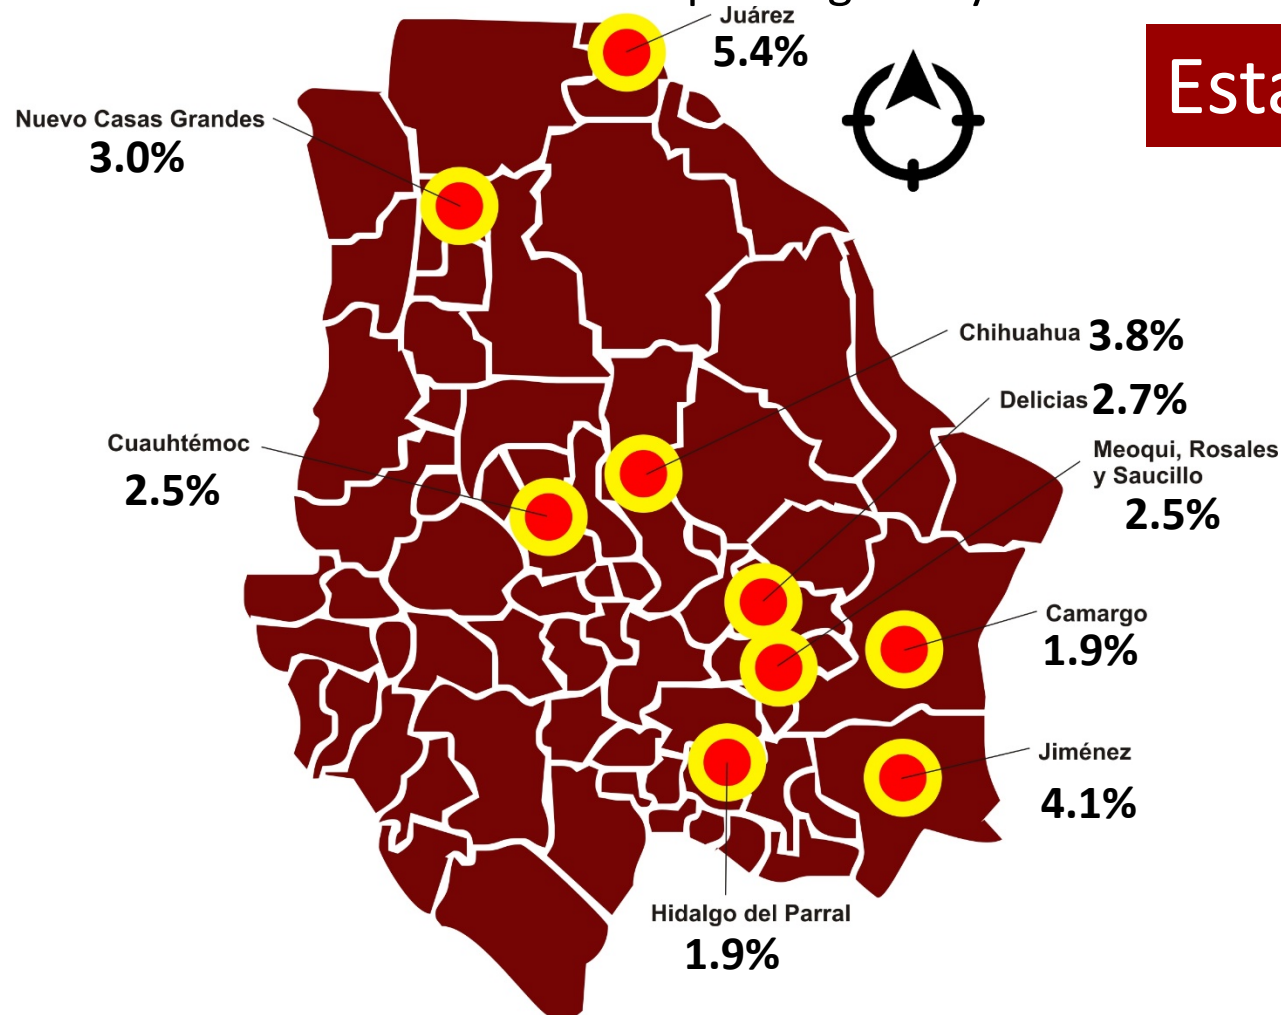 Juárez
5.4%
Nuevo Casas Grandes
3.0%
Chihuahua 3.8%
Delicias 2.7%
Meoqui, Rosales
y Saucillo
2.5%
Cuauhtémoc
2.5%
Camargo
1.9%
Jiménez
4.1%
Hidalgo del Parral
1.9%